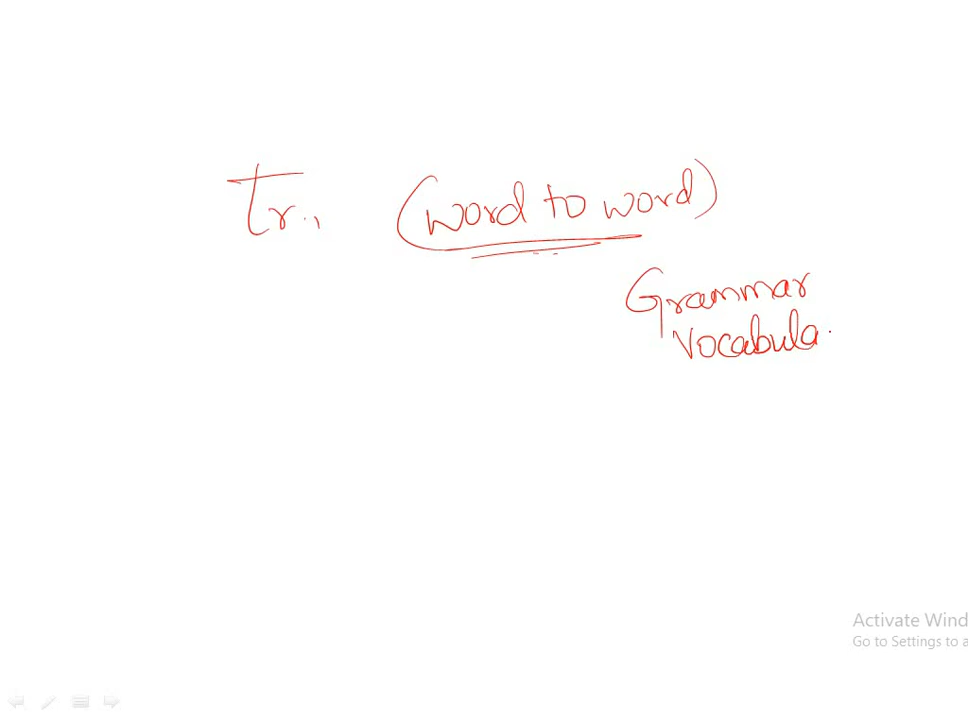 Tr.. (word to word)
Grammar
Vocabula.
Activate Wind
Go to Settings to a